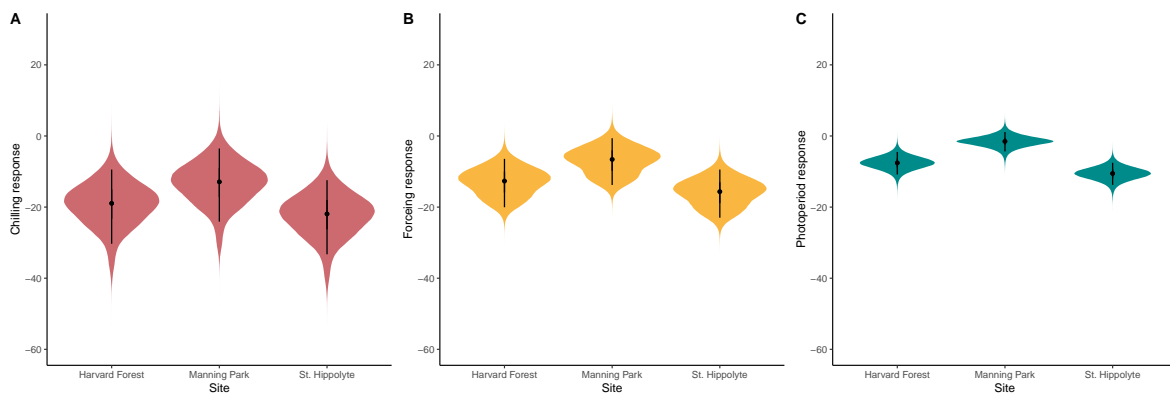 A
Chilling response
20
0
−20
−40
−60
Harvard Forest
Manning Park
St. Hippolyte
Site
B
Forceing response
20
0
−20
−40
−60
Harvard Forest
Manning Park
St. Hippolyte
Site
C
Photoperiod response
20
0
−20
−40
−60
Harvard Forest
Manning Park
St. Hippolyte
Site